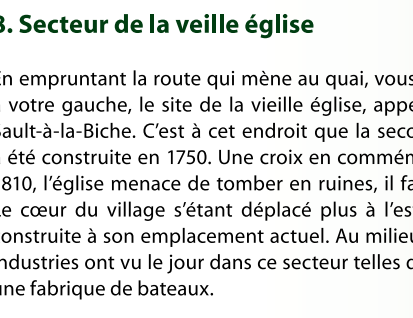 3. Secteur de la veille église
En empruntant la route qui mène au quai, vous
votre gauche, le site de la vieille église, appe
Sault-à-la-Biche. C’est à cet endroit que la seco
été construite en 1750. Une croix en commém
1810, l’église menace de tomber en ruines, il fa
Le cœur du village s’étant déplacé plus à l’es
construite à son emplacement actuel. Au milieu
industries ont vu le jour dans ce secteur telles
une fabrique de bateaux.